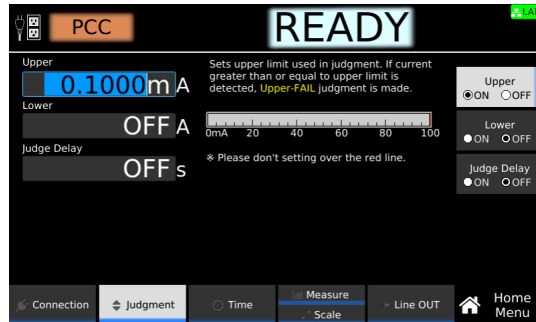 PCC
READY
LAN
Upper
0.1000m A
Sets upper limit used in judgment. If current
greater than or equal to upper limit is
detected, Upper-FAIL judgment is made.
Lower
OFF A
0mA 20 40 60 80 100
Judge Delay
OFF s
※ Please don't setting over the red line.
Upper
ON OFF
Lower
ON OFF
Judge Delay
ON OFF
Connection
Judgment
Time
Measure
Scale
Line OUT
Home
Menu